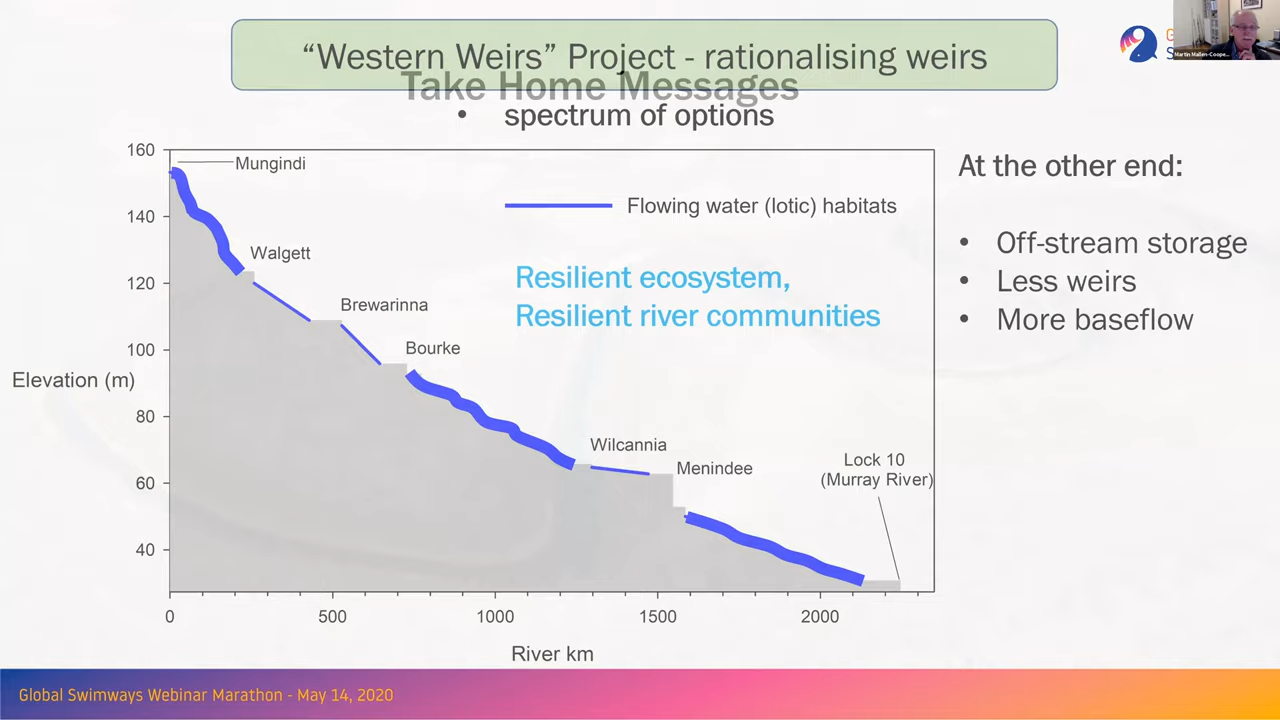 “Western Weirs” Project - rationalising weirs
Take Home Messages
• spectrum of options
160
140
120
100
80
60
40
Elevation (m)
Mungindi
Walgett
Brewarinna
Bourke
Wilcannia
Menindee
Lock 10
(Murray River)
Flowing water (lotic) habitats
Resilient ecosystem,
Resilient river communities
0 500 1000 1500 2000
River km
At the other end:
• Off-stream storage
• Less weirs
• More baseflow
Martin Mallen-Coope...
Global Swimways Webinar Marathon - May 14, 2020